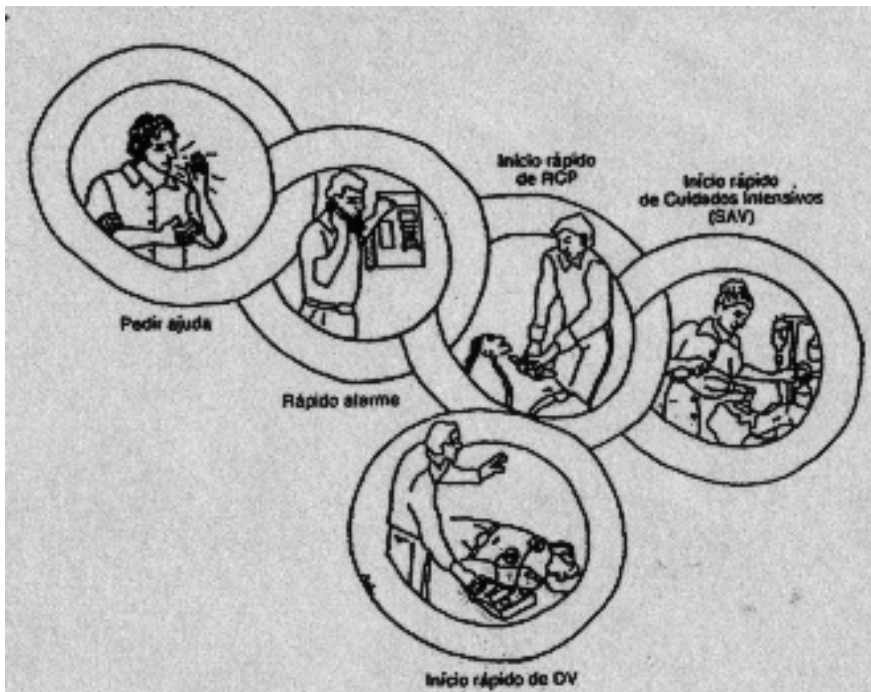 Pedir ajuda
Rápido alarme
Início rápido
de RCP
Início rápido
de Cuidados Intensivos
(SAV)
Início rápido de DV